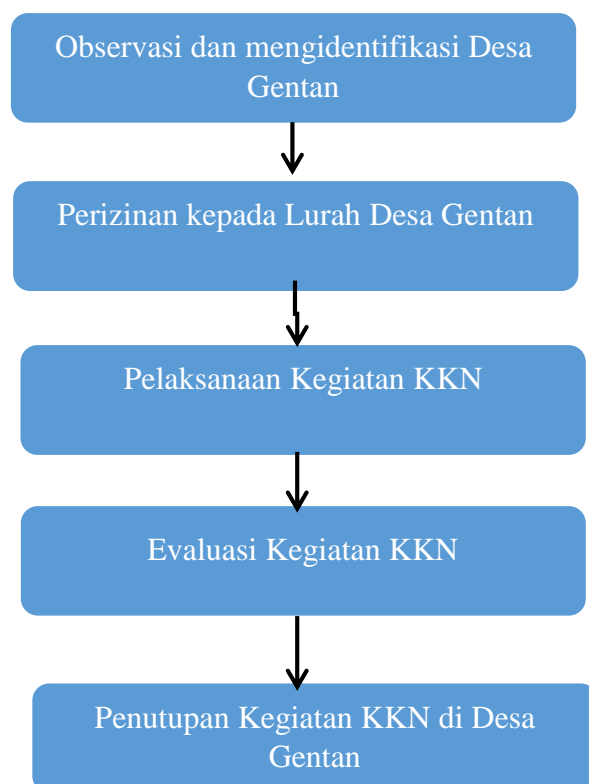 Observasi dan mengidentifikasi Desa
Gentan
Perizinan kepada Lurah Desa Gentan
Pelaksanaan Kegiatan KKN
Evaluasi Kegiatan KKN
Penutupan Kegiatan KKN di Desa
Gentan